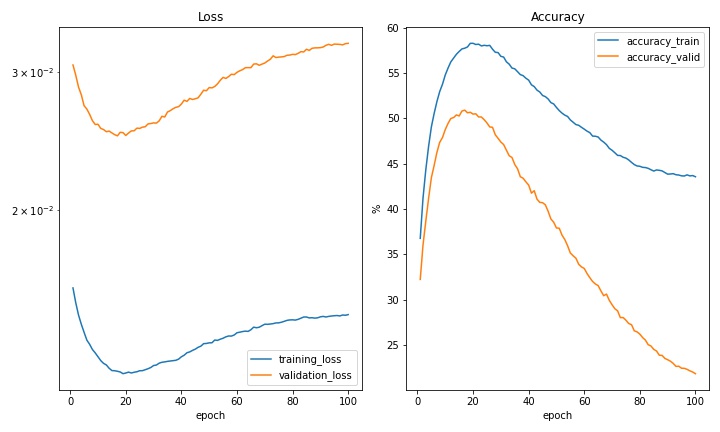 Loss
3 × 10⁻²
2 × 10⁻²
0 20 40 60 80 100
epoch
training_loss
validation_loss
Accuracy
60
55
50
45
40
35
30
25
%
0 20 40 60 80 100
epoch
accuracy_train
accuracy_valid